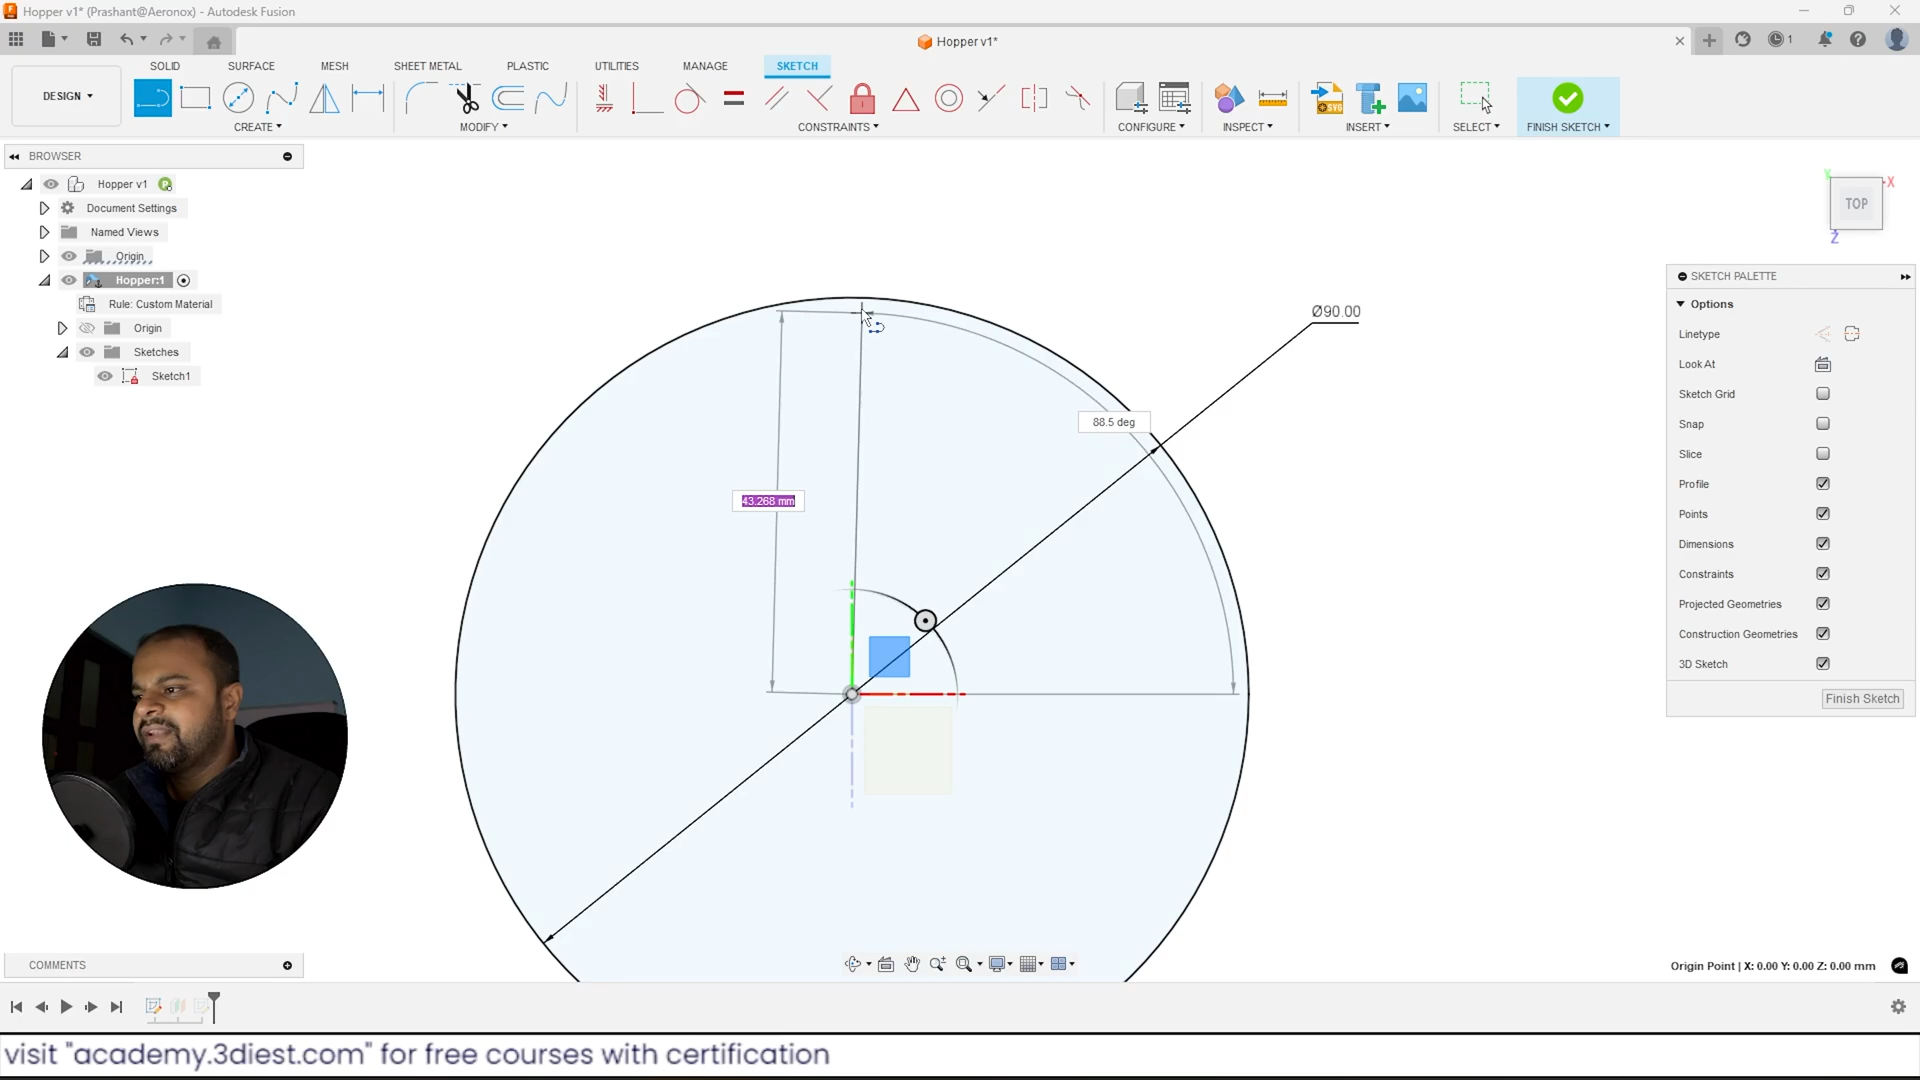 Hopper v1* (Prashant@Aeronox) - Autodesk Fusion
Hopper v1*
1
SOLID SURFACE MESH SHEET METAL PLASTIC UTILITIES MANAGE SKETCH
DESIGN
CREATE MODIFY CONSTRAINTS CONFIGURE INSPECT INSERT SELECT FINISH SKETCH
BROWSER
Hopper v1
Document Settings
Named Views
Origin
Hopper:1
Rule: Custom Material
Origin
Sketches
Sketch1
TOP
X
Z
Ø90.00
88.5 deg
43.268 mm
SKETCH PALETTE
Options
Linetype
Look At
Sketch Grid
Snap
Slice
Profile
Points
Dimensions
Constraints
Projected Geometries
Construction Geometries
3D Sketch
Finish Sketch
COMMENTS
Origin Point | X: 0.00 Y: 0.00 Z: 0.00 mm
visit "academy.3diest.com" for free courses with certification